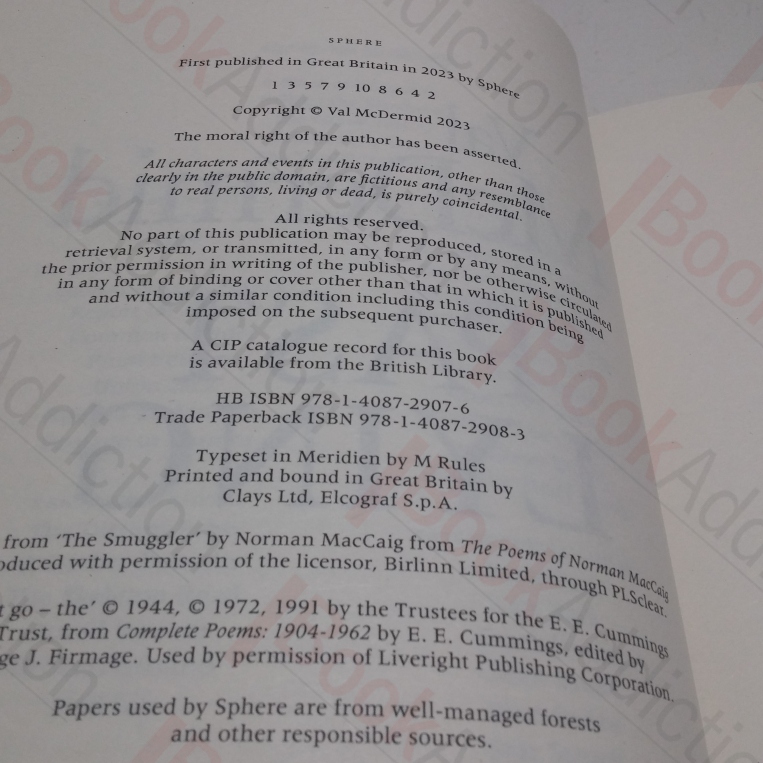 SPHERE
First published in Great Britain in 2023 by Sphere
1 3 5 7 9 10 8 6 4 2
Copyright © Val McDermid 2023
The moral right of the author has been asserted.
All characters and events in this publication, other than those
clearly in the public domain, are fictitious and any resemblance
to real persons, living or dead, is purely coincidental.
All rights reserved.
No part of this publication may be reproduced, stored in a
retrieval system, or transmitted, in any form or by any means, without
the prior permission in writing of the publisher, nor be otherwise circulated
in any form of binding or cover other than that in which it is published
and without a similar condition including this condition being
imposed on the subsequent purchaser.
A CIP catalogue record for this book
is available from the British Library.
HB ISBN 978-1-4087-2907-6
Trade Paperback ISBN 978-1-4087-2908-3
Typeset in Meridien by M Rules
Printed and bound in Great Britain by
Clays Ltd, Elcograf S.p.A.
from 'The Smuggler' by Norman MacCaig from The Poems of Norman MacCaig
oduced with permission of the licensor, Birlinn Limited, through PLSclear.
t go – the' © 1944, © 1972, 1991 by the Trustees for the E. E. Cummings
Trust, from Complete Poems: 1904-1962 by E. E. Cummings, edited by
ge J. Firmage. Used by permission of Liveright Publishing Corporation.
Papers used by Sphere are from well-managed forests
and other responsible sources.
BookAddiction